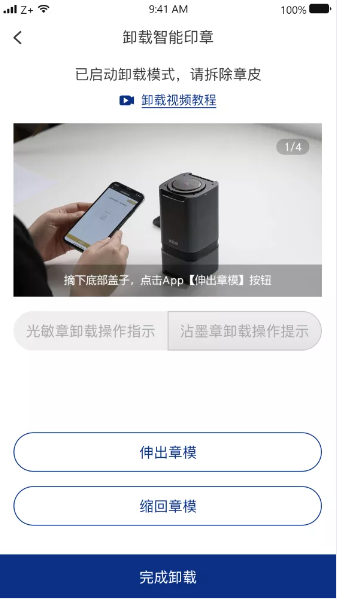 Z+ 9:41 AM 100%
卸载智能印章
已启动卸载模式，请拆除章皮
卸载视频教程
1/4
摘下底部盖子，点击App【伸出章模】按钮
光敏章卸载操作指示 沾墨章卸载操作提示
伸出章模
缩回章模
完成卸载